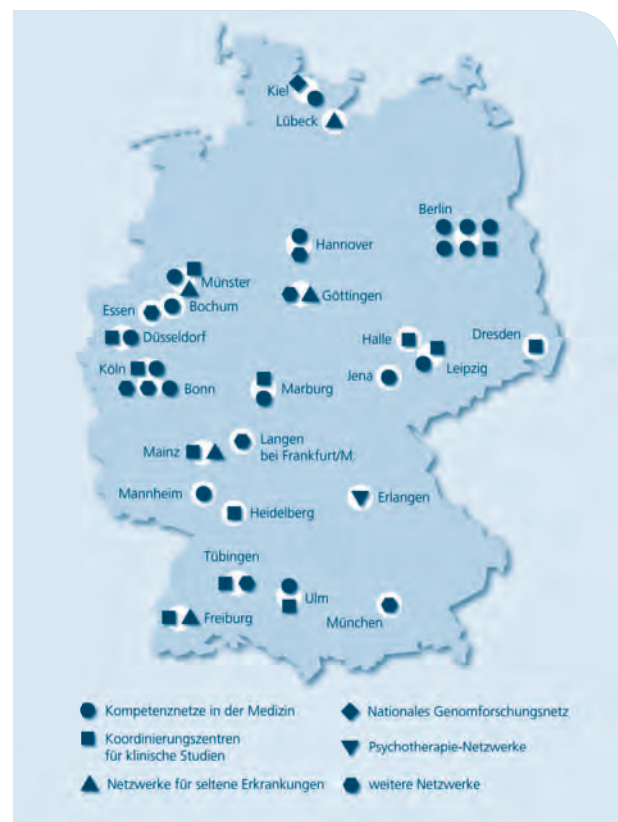 Kiel
Lübeck
Berlin
Hannover
Münster
Göttingen
Essen
Bochum
Düsseldorf
Halle
Dresden
Köln
Leipzig
Jena
Bonn
Marburg
Langen
bei Frankfurt/M.
Mainz
Mannheim
Erlangen
Heidelberg
Tübingen
Ulm
Freiburg
München
Kompetenznetze in der Medizin
Koordinierungszentren
für klinische Studien
Netzwerke für seltene Erkrankungen
Nationales Genomforschungsnetz
Psychotherapie-Netzwerke
weitere Netzwerke